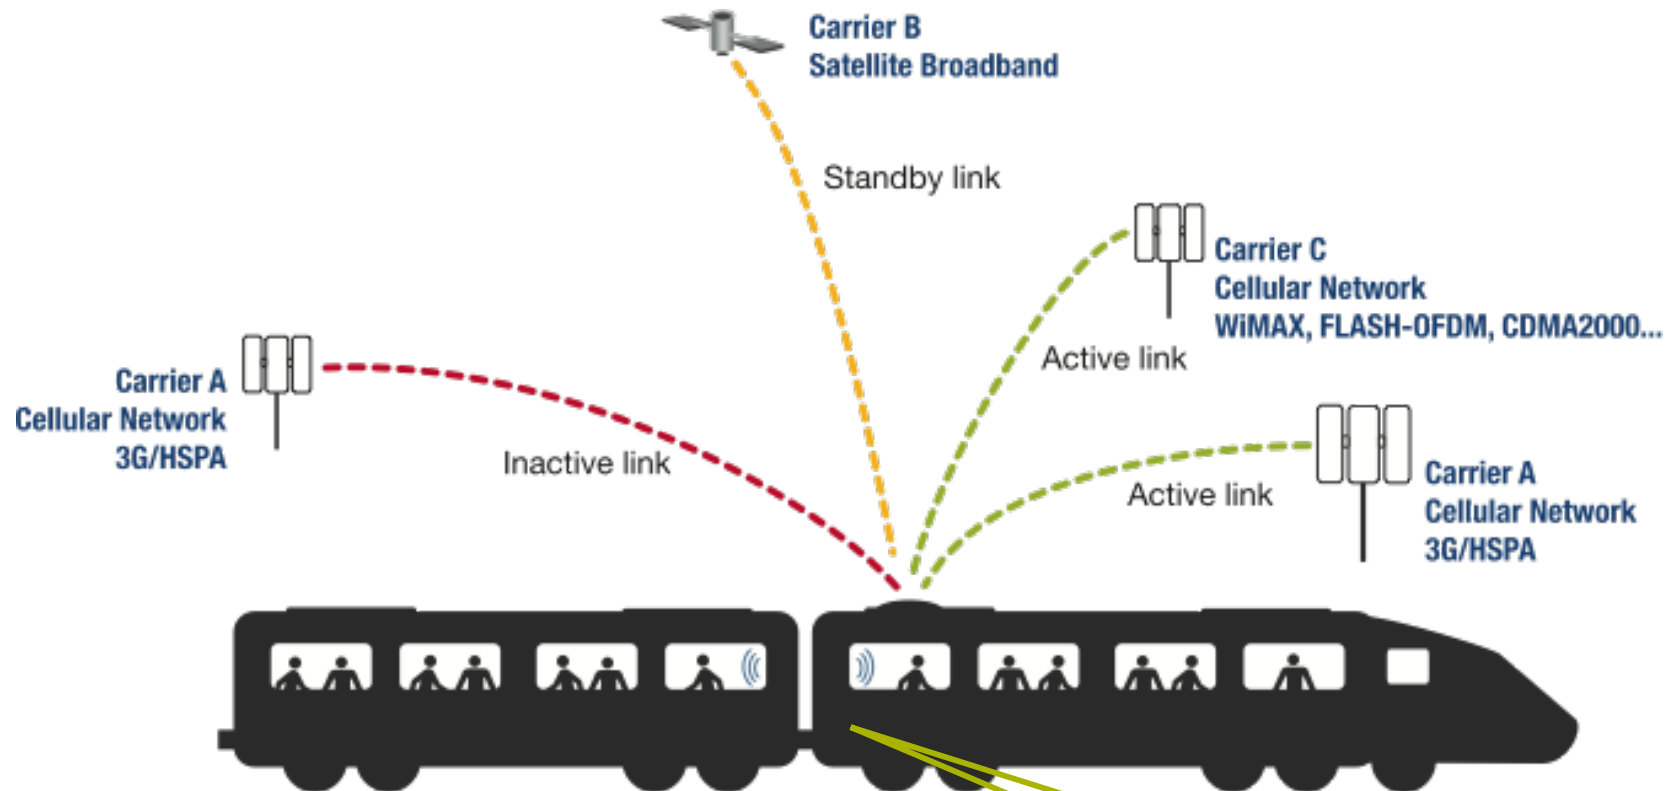 Carrier B
Satellite Broadband
Standby link
Carrier C
Cellular Network
WiMAX, FLASH-OFDM, CDMA2000...
Active link
Carrier A
Cellular Network
3G/HSPA
Inactive link
Active link
Carrier A
Cellular Network
3G/HSPA